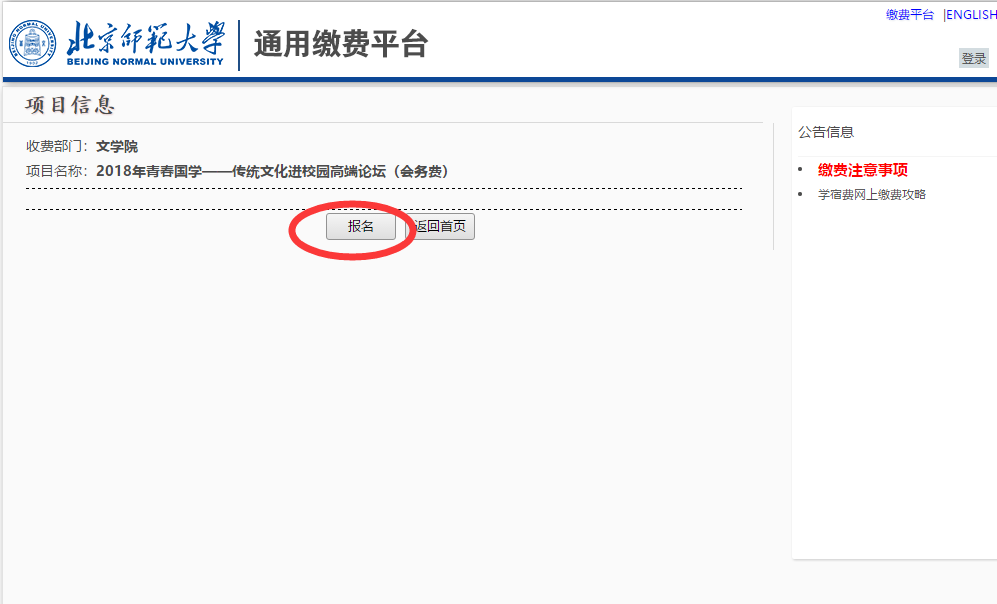 缴费平台 |ENGLISH
北京师范大学
BEIJING NORMAL UNIVERSITY
通用缴费平台
登录
项目信息
收费部门：文学院
项目名称：2018年青春国学——传统文化进校园高端论坛（会务费）
报名 返回首页
公告信息
• 缴费注意事项
• 学宿费网上缴费攻略